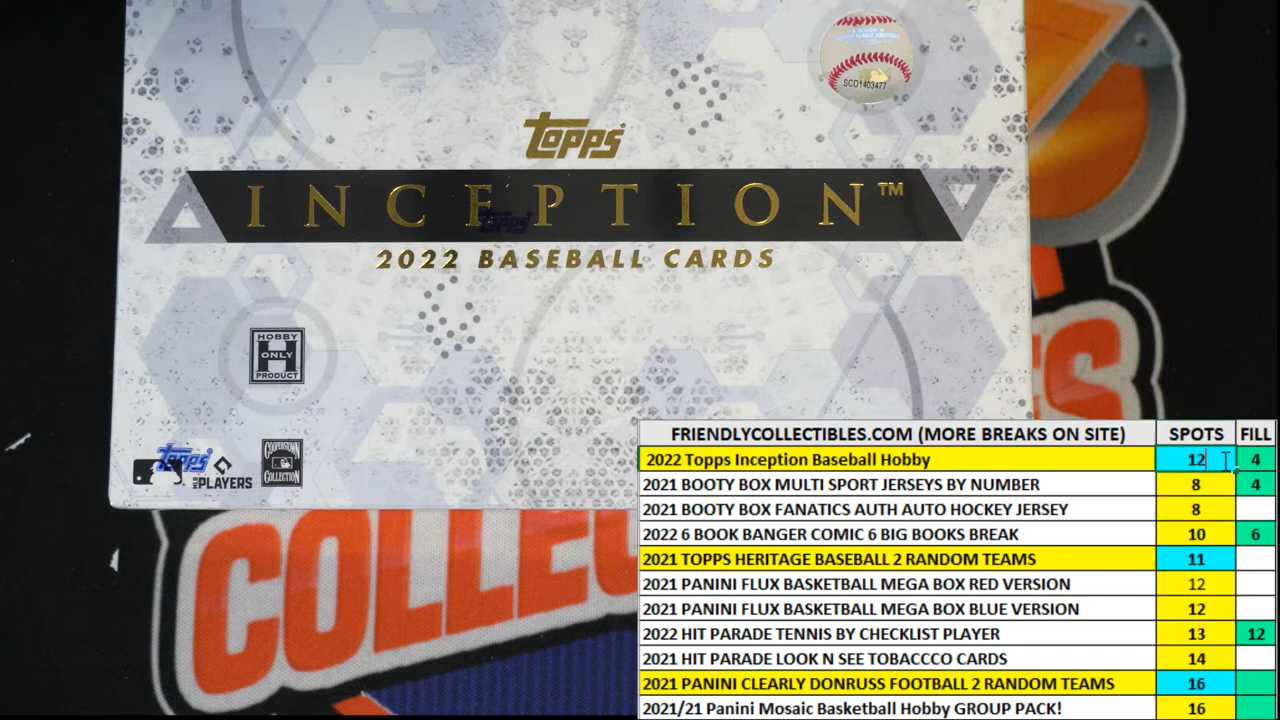 SCD1403477
Topps
INCEPTION™
2022 BASEBALL CARDS
HOBBY
H
ONLY
PRODUCT
Topps
MLB PLAYERS
COOPERSTOWN
COLLECTION
FRIENDLYCOLLECTIBLES.COM (MORE BREAKS ON SITE) SPOTS FILL
2022 Topps Inception Baseball Hobby 12 4
2021 BOOTY BOX MULTI SPORT JERSEYS BY NUMBER 8 4
2021 BOOTY BOX FANATICS AUTH AUTO HOCKEY JERSEY 8
2022 6 BOOK BANGER COMIC 6 BIG BOOKS BREAK 10 6
2021 TOPPS HERITAGE BASEBALL 2 RANDOM TEAMS 11
2021 PANINI FLUX BASKETBALL MEGA BOX RED VERSION 12
2021 PANINI FLUX BASKETBALL MEGA BOX BLUE VERSION 12
2022 HIT PARADE TENNIS BY CHECKLIST PLAYER 13 12
2021 HIT PARADE LOOK N SEE TOBACCCO CARDS 14
2021 PANINI CLEARLY DONRUSS FOOTBALL 2 RANDOM TEAMS 16
2021/21 Panini Mosaic Basketball Hobby GROUP PACK! 16